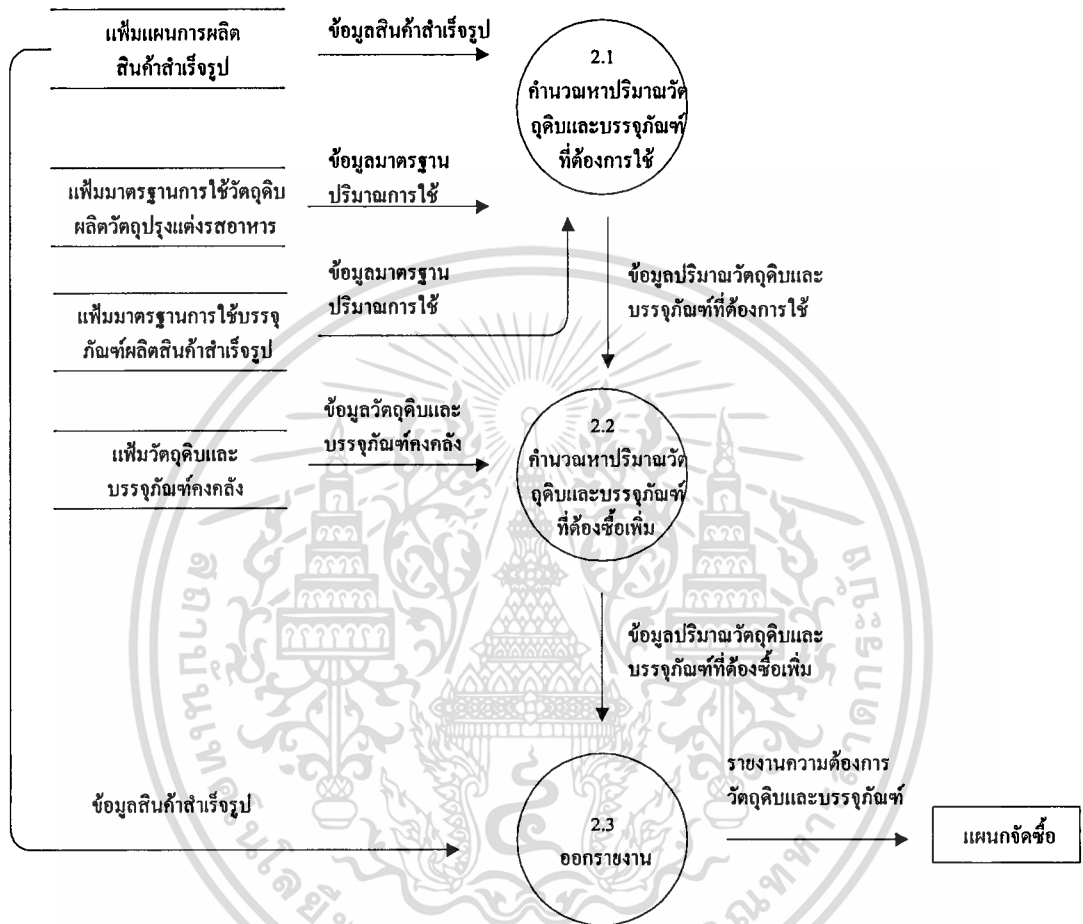 แฟ้มแผนการผลิต
สินค้าสำเร็จรูป
ข้อมูลสินค้าสำเร็จรูป
2.1
คำนวณหาปริมาณวัต
ถุดิบและบรรจุภัณฑ์
ที่ต้องการใช้
แฟ้มมาตรฐานการใช้วัตถุดิบ
ผลิตวัตถุปรุงแต่งรสอาหาร
ข้อมูลมาตรฐาน
ปริมาณการใช้
แฟ้มมาตรฐานการใช้บรรจุ
ภัณฑ์ผลิตสินค้าสำเร็จรูป
ข้อมูลมาตรฐาน
ปริมาณการใช้
ข้อมูลปริมาณวัตถุดิบและ
บรรจุภัณฑ์ที่ต้องการใช้
แฟ้มวัตถุดิบและ
บรรจุภัณฑ์คงคลัง
ข้อมูลวัตถุดิบและ
บรรจุภัณฑ์คงคลัง
2.2
คำนวณหาปริมาณวัต
ถุดิบและบรรจุภัณฑ์
ที่ต้องซื้อเพิ่ม
ข้อมูลปริมาณวัตถุดิบและ
บรรจุภัณฑ์ที่ต้องซื้อเพิ่ม
ข้อมูลสินค้าสำเร็จรูป
2.3
ออกรายงาน
รายงานความต้องการ
วัตถุดิบและบรรจุภัณฑ์
แผนกจัดซื้อ